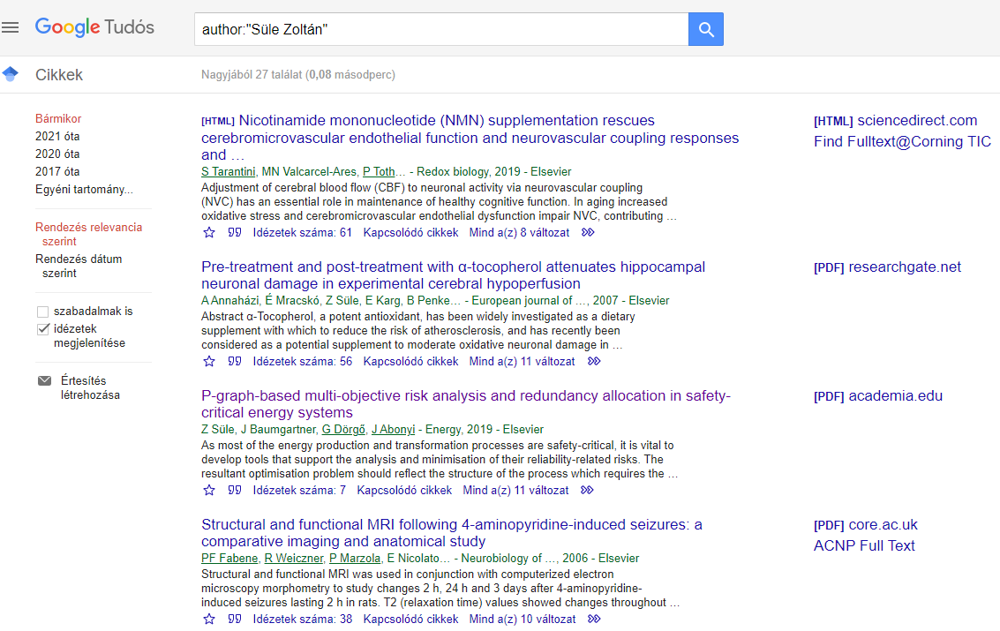 Google Tudós
author:"Süle Zoltán"
Cikkek
Nagyjából 27 találat (0,08 másodperc)
Bármikor
2021 óta
2020 óta
2017 óta
Egyéni tartomány...
Rendezés relevancia
szerint
Rendezés dátum
szerint
szabadalmak is
idézetek
megjelenítése
Értesítés
létrehozása
[HTML] Nicotinamide mononucleotide (NMN) supplementation rescues
cerebromicrovascular endothelial function and neurovascular coupling responses
and …
S Tarantini, MN Valcarcel-Ares, P Toth… - Redox biology, 2019 - Elsevier
Adjustment of cerebral blood flow (CBF) to neuronal activity via neurovascular coupling
(NVC) has an essential role in maintenance of healthy cognitive function. In aging increased
oxidative stress and cerebromicrovascular endothelial dysfunction impair NVC, contributing …
Idézetek száma: 61 Kapcsolódó cikkek Mind a(z) 8 változat
[HTML] sciencedirect.com
Find Fulltext@Corning TIC
Pre-treatment and post-treatment with α-tocopherol attenuates hippocampal
neuronal damage in experimental cerebral hypoperfusion
A Annaházi, É Mracskó, Z Süle, E Karg, B Penke… - European journal of …, 2007 - Elsevier
Abstract α-Tocopherol, a potent antioxidant, has been widely investigated as a dietary
supplement with which to reduce the risk of atherosclerosis, and has recently been
considered as a potential supplement to moderate oxidative neuronal damage in …
Idézetek száma: 56 Kapcsolódó cikkek Mind a(z) 11 változat
[PDF] researchgate.net
P-graph-based multi-objective risk analysis and redundancy allocation in safety-
critical energy systems
Z Süle, J Baumgartner, G Dörgő, J Abonyi - Energy, 2019 - Elsevier
As most of the energy production and transformation processes are safety-critical, it is vital to
develop tools that support the analysis and minimisation of their reliability-related risks. The
resultant optimisation problem should reflect the structure of the process which requires the …
Idézetek száma: 7 Kapcsolódó cikkek Mind a(z) 11 változat
[PDF] academia.edu
Structural and functional MRI following 4-aminopyridine-induced seizures: a
comparative imaging and anatomical study
PF Fabene, R Weiczner, P Marzola, E Nicolato… - Neurobiology of …, 2006 - Elsevier
Structural and functional MRI was used in conjunction with computerized electron
microscopy morphometry to study changes 2 h, 24 h and 3 days after 4-aminopyridine-
induced seizures lasting 2 h in rats. T2 (relaxation time) values showed changes throughout …
Idézetek száma: 38 Kapcsolódó cikkek Mind a(z) 10 változat
[PDF] core.ac.uk
ACNP Full Text